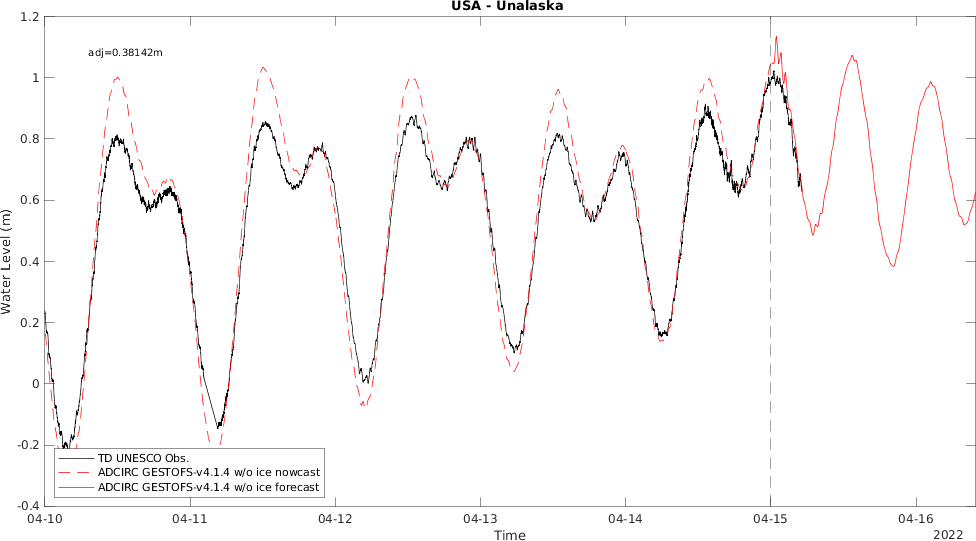 USA - Unalaska
adj=0.38142m
Water Level (m)
1.2
1
0.8
0.6
0.4
0.2
0
-0.2
-0.4
TD UNESCO Obs.
ADCIRC GESTOFS-v4.1.4 w/o ice nowcast
ADCIRC GESTOFS-v4.1.4 w/o ice forecast
04-10 04-11 04-12 04-13 04-14 04-15 04-16
Time
2022